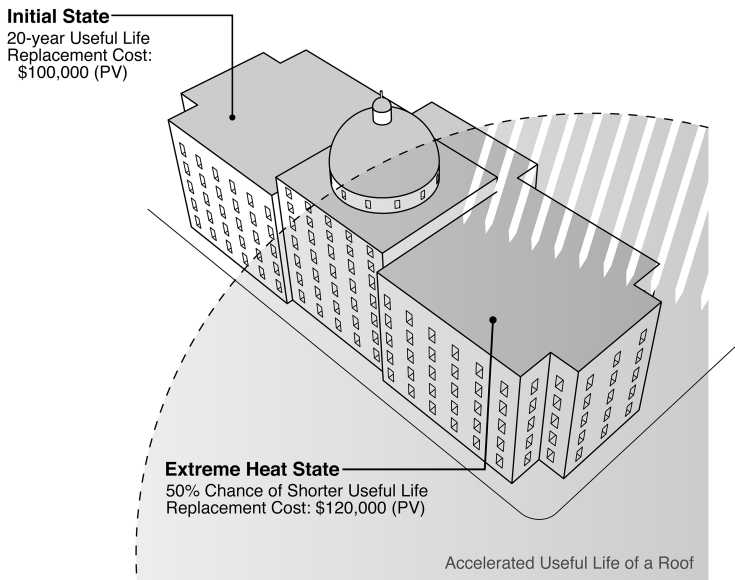 Initial State
20-year Useful Life
Replacement Cost:
$100,000 (PV)
Extreme Heat State
50% Chance of Shorter Useful Life
Replacement Cost: $120,000 (PV)
Accelerated Useful Life of a Roof